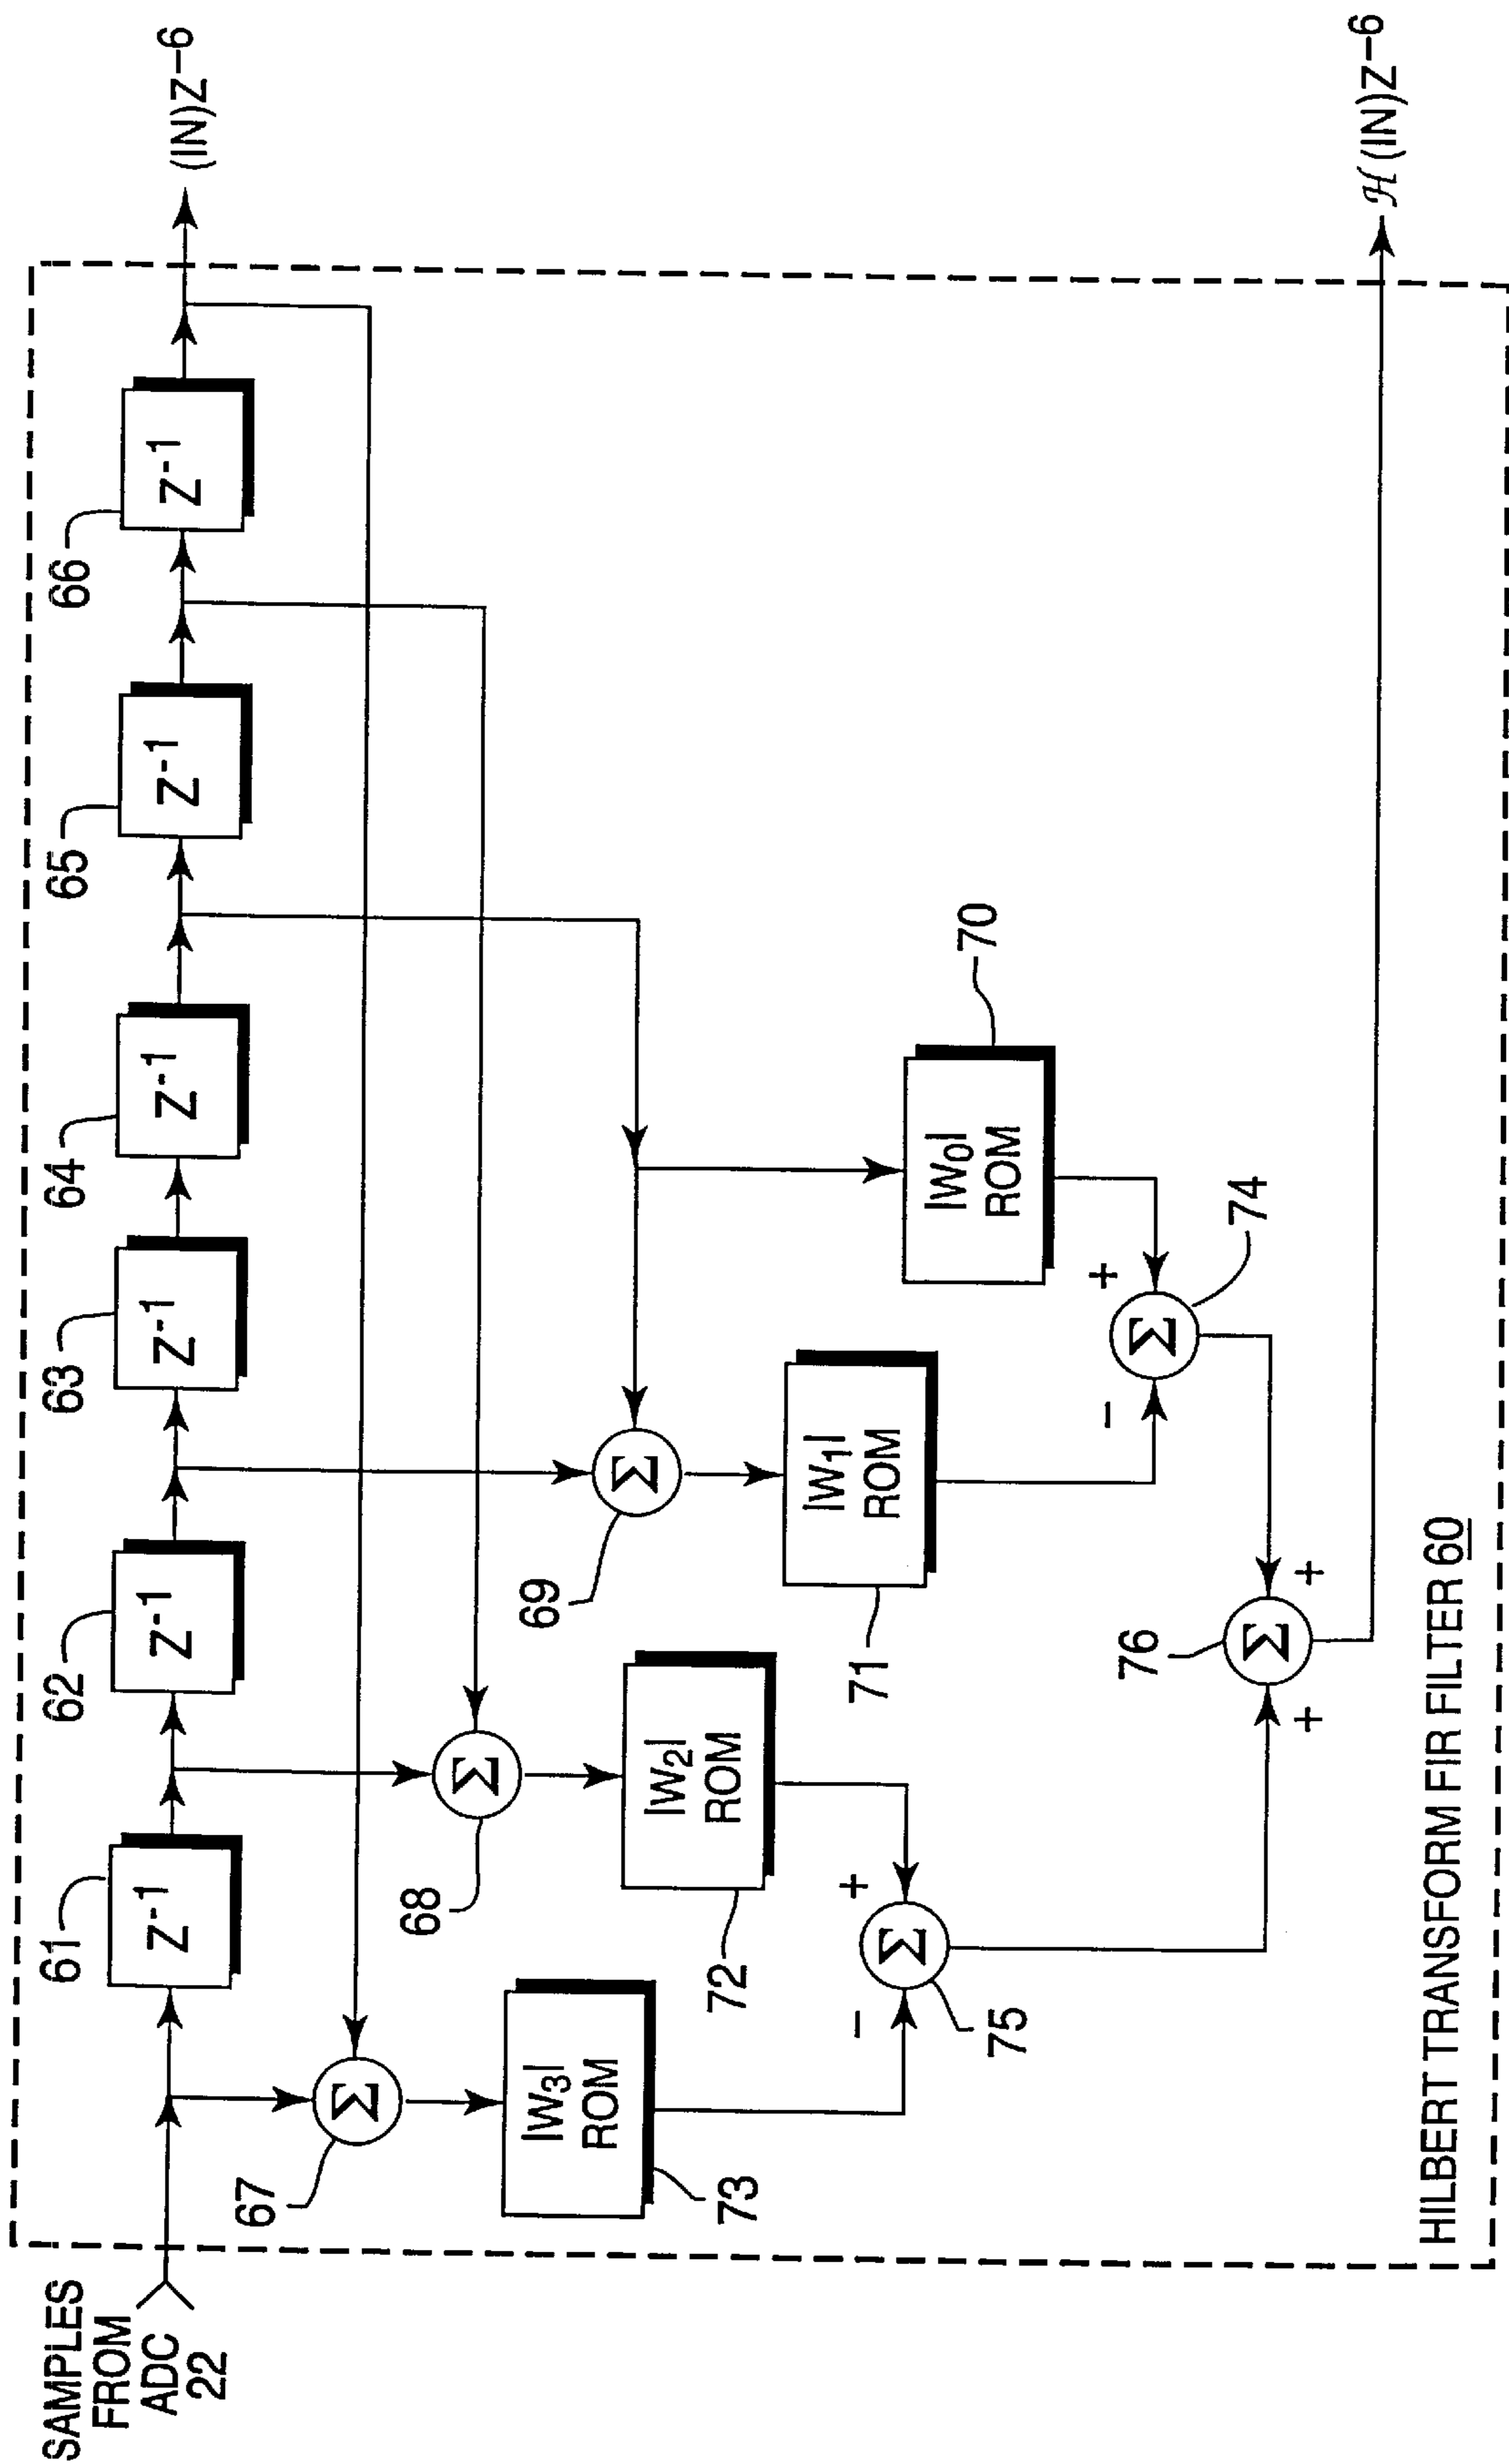 SAMPLES
FROM
ADC
22
61
Z-1
62
Z-1
63
Z-1
64
Z-1
65
Z-1
66
Z-1
(IN)Z-6
67
Σ
68
Σ
69
Σ
73
|W3|
ROM
72
|W2|
ROM
71
|W1|
ROM
70
|W0|
ROM
-
+
Σ
75
-
+
Σ
74
76
+
+
Σ
ℋ(IN)Z-6
HILBERT TRANSFORM FIR FILTER 60